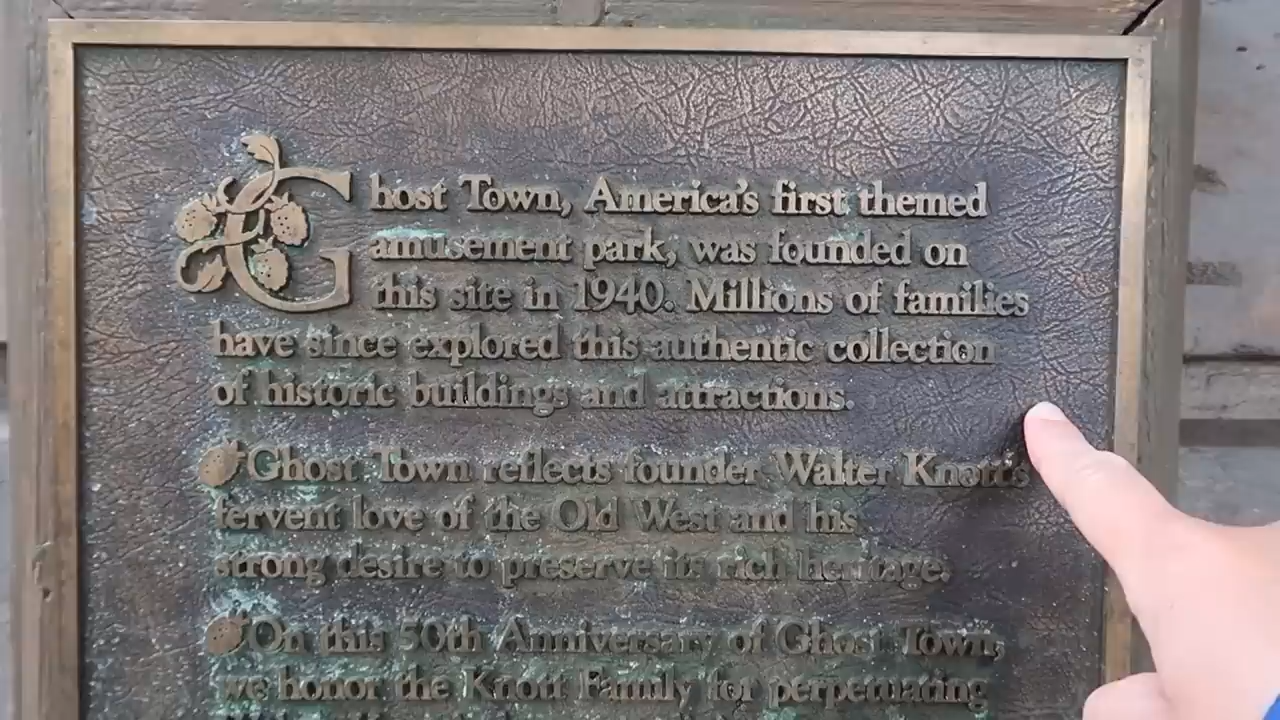 Ghost Town, America's first themed
amusement park, was founded on
this site in 1940. Millions of families
have since explored this authentic collection
of historic buildings and attractions.
Ghost Town reflects founder Walter Knott's
fervent love of the Old West and his
strong desire to preserve its rich heritage.
On this 50th Anniversary of Ghost Town,
we honor the Knott Family for perpetuating